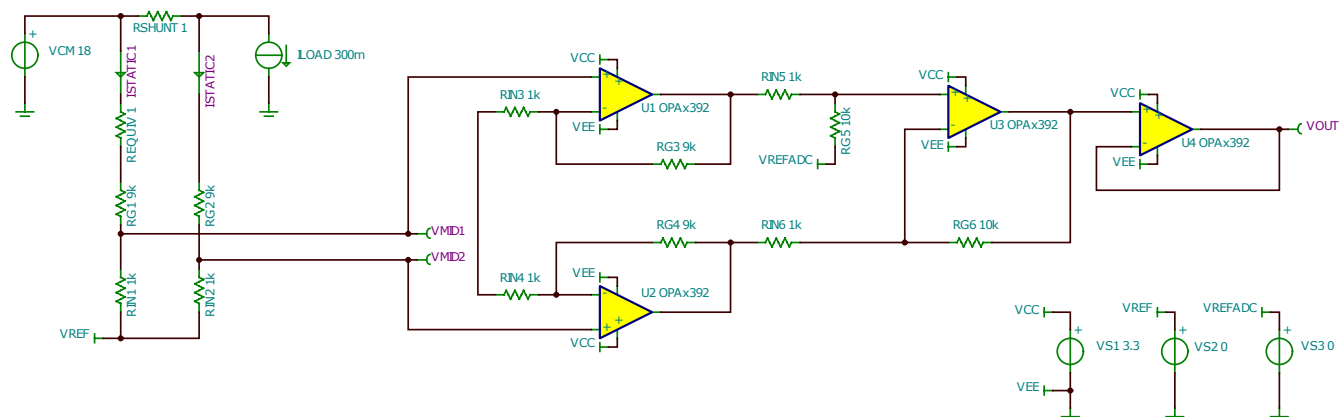 RSHUNT 1
VCM 18
ISTATIC1
ISTATIC2
ILOAD 300m
REQUIV 1
RG1 9k
RG2 9k
RIN1 1k
RIN2 1k
VREF
VMID1
VMID2
VCC
RIN3 1k
U1 OPAx392
VEE
RG3 9k
RIN5 1k
RG5 10k
VREFADC
VCC
U3 OPAx392
VEE
VCC
U4 OPAx392
VEE
VOUT
RG4 9k
RIN6 1k
RG6 10k
VEE
RIN4 1k
U2 OPAx392
VCC
VCC
VREF
VREFADC
VS1 3.3
VS2 0
VS3 0
VEE
+
+
+
+
+
+
-
+
+
-
+
+
-
-
+
+